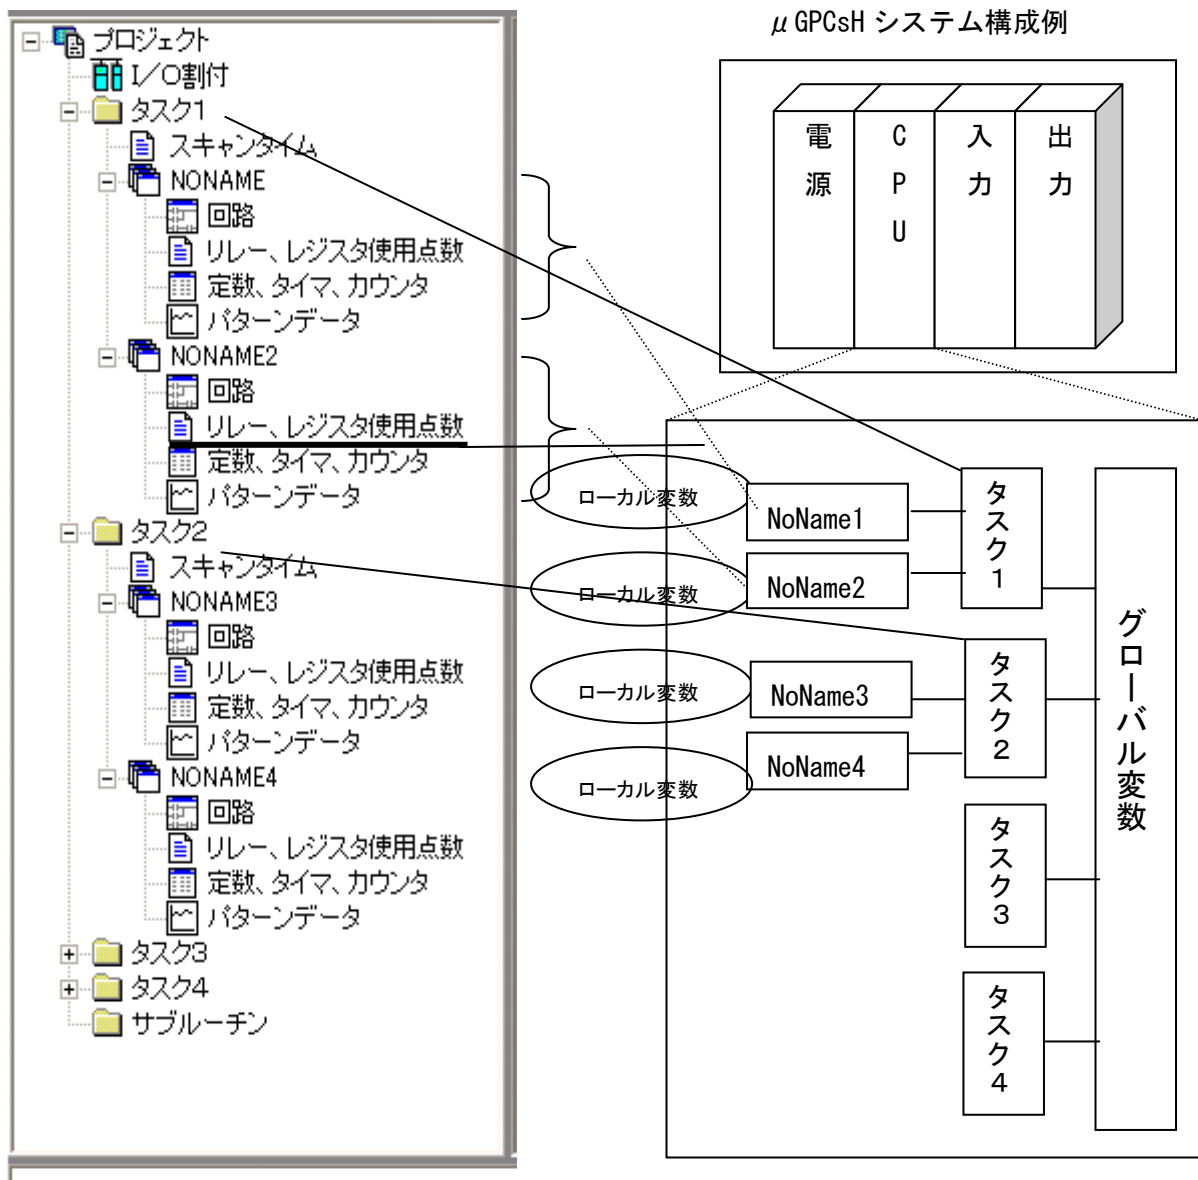 プロジェクト
I/O割付
タスク1
スキャンタイム
NONAME
回路
リレー、レジスタ使用点数
定数、タイマ、カウンタ
パターンデータ
NONAME2
回路
リレー、レジスタ使用点数
定数、タイマ、カウンタ
パターンデータ
タスク2
スキャンタイム
NONAME3
回路
リレー、レジスタ使用点数
定数、タイマ、カウンタ
パターンデータ
NONAME4
回路
リレー、レジスタ使用点数
定数、タイマ、カウンタ
パターンデータ
タスク3
タスク4
サブルーチン
μGPCsH システム構成例
電源
CPU
入力
出力
ローカル変数
NoName1
ローカル変数
NoName2
ローカル変数
NoName3
ローカル変数
NoName4
タスク1
タスク2
タスク3
タスク4
グローバル変数